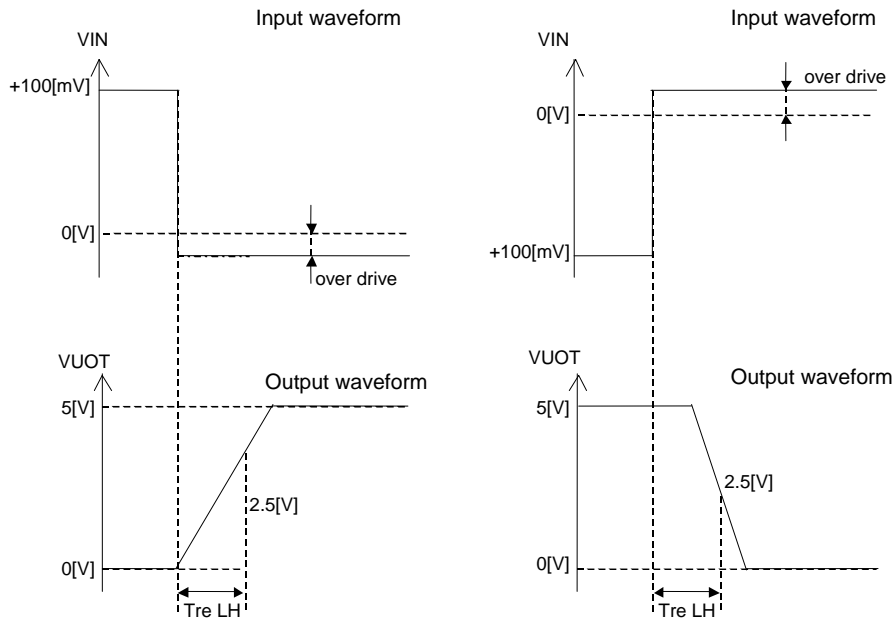 Input waveform
VIN
+100[mV]
0[V]
over drive
VUOT
Output waveform
5[V]
2.5[V]
0[V]
Tre LH
Input waveform
VIN
over drive
0[V]
+100[mV]
VUOT
Output waveform
5[V]
2.5[V]
0[V]
Tre LH